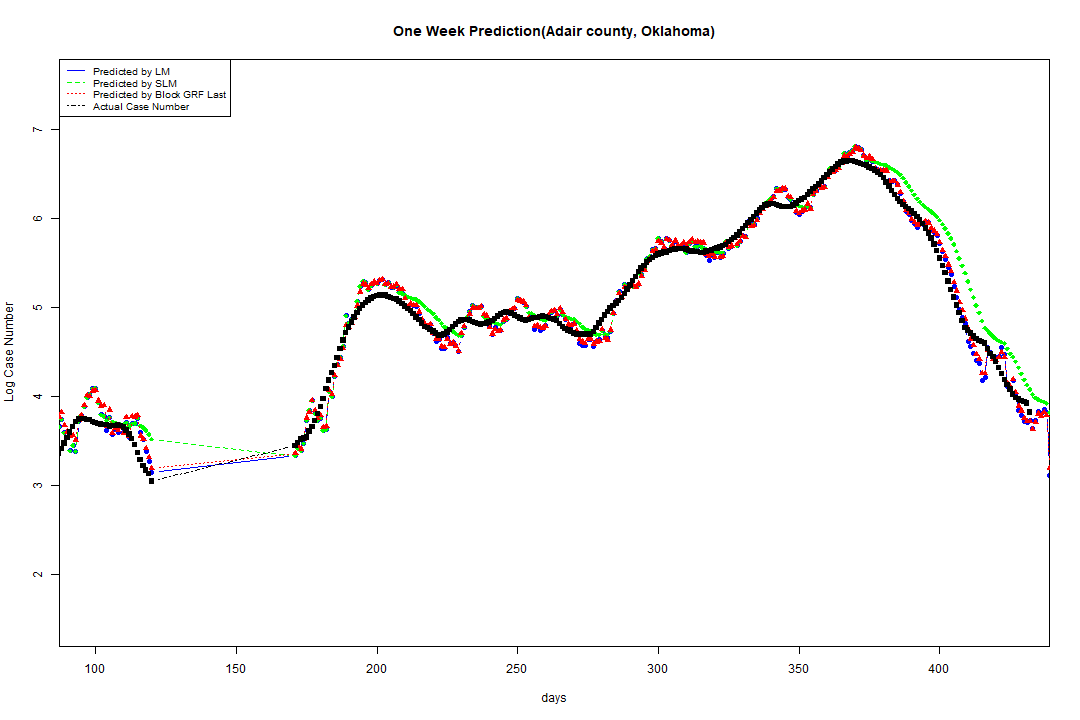 One Week Prediction(Adair county, Oklahoma)
Predicted by LM
Predicted by SLM
Predicted by Block GRF Last
Actual Case Number
7
6
5
4
3
2
Log Case Number
100 150 200 250 300 350 400
days